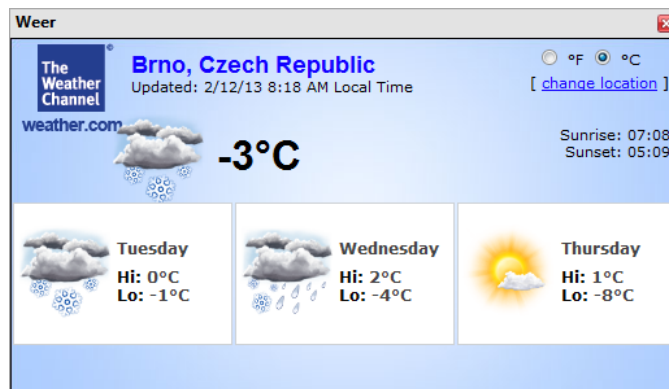 Weer
The
Weather
Channel
weather.com
Brno, Czech Republic
Updated: 2/12/13 8:18 AM Local Time
°F °C
[ change location ]
-3°C
Sunrise: 07:08
Sunset: 05:09
Tuesday
Hi: 0°C
Lo: -1°C
Wednesday
Hi: 2°C
Lo: -4°C
Thursday
Hi: 1°C
Lo: -8°C